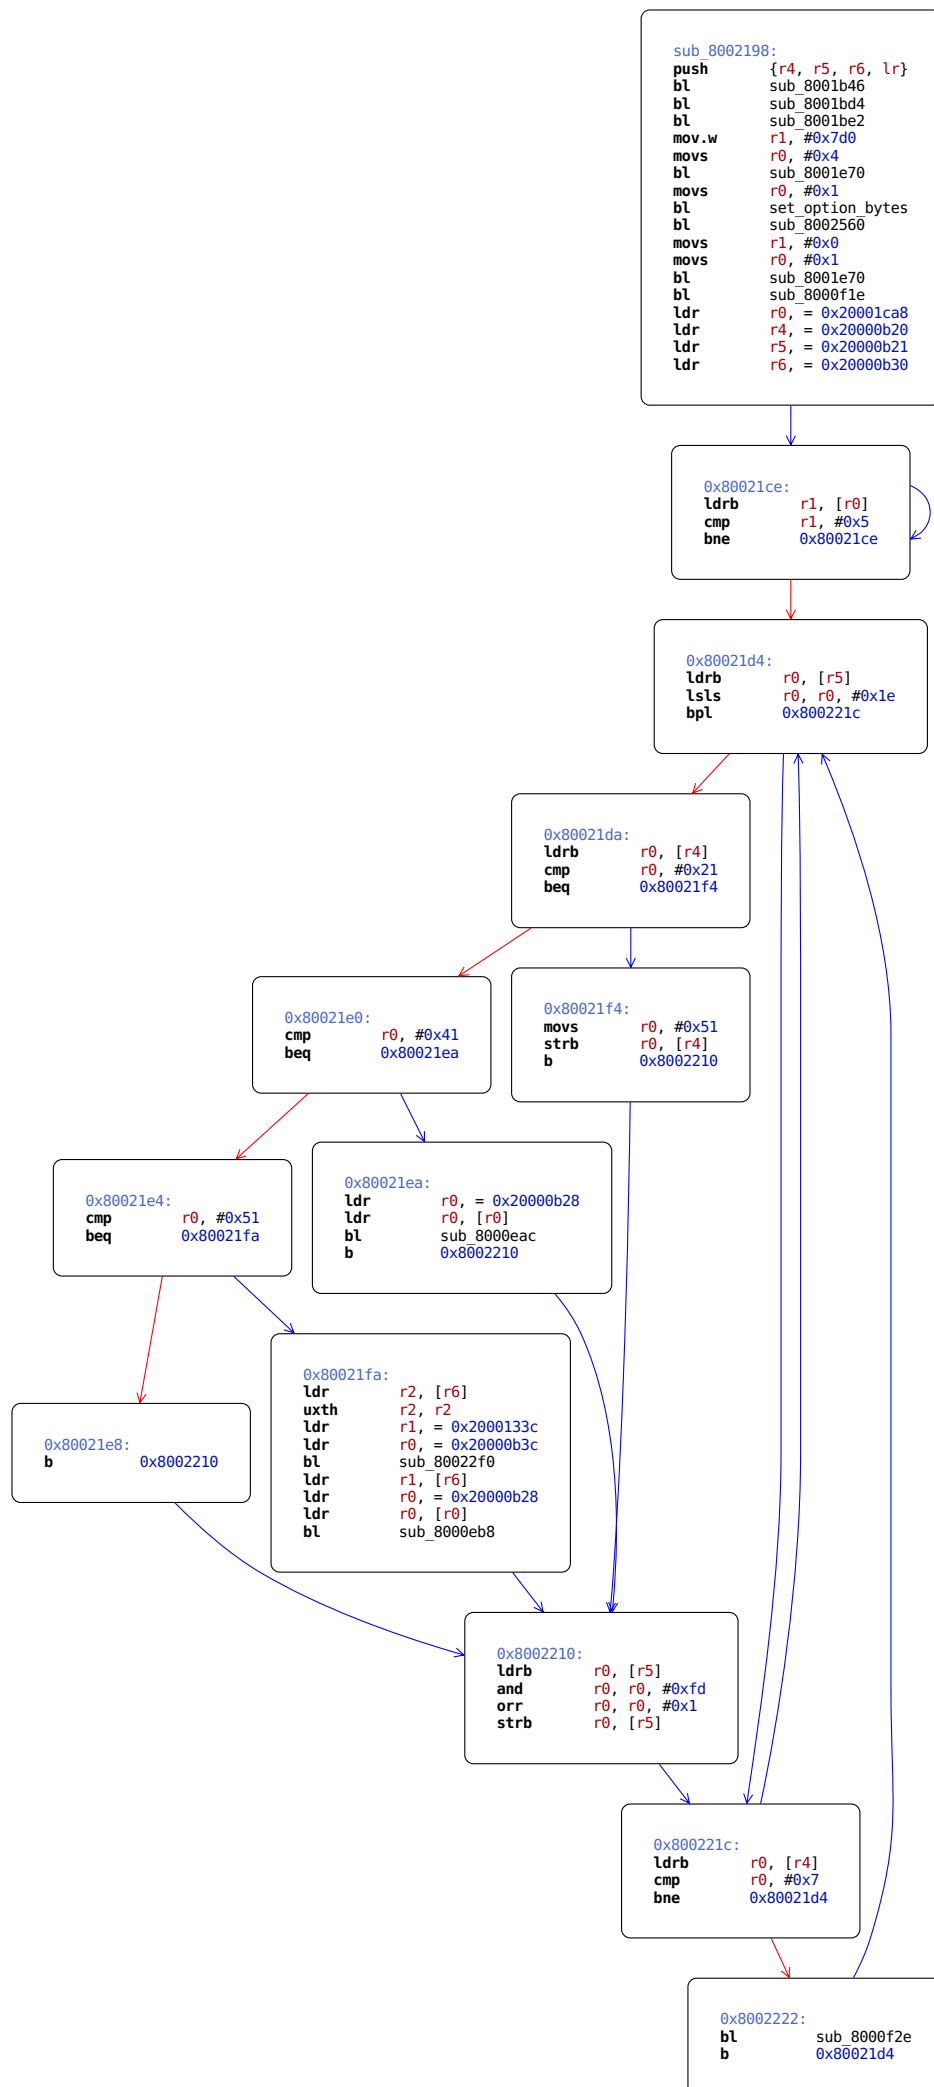 sub_8002198:
push {r4, r5, r6, lr}
bl sub_8001b46
bl sub_8001bd4
bl sub_8001be2
mov.w r1, #0x7d0
movs r0, #0x4
bl sub_8001e70
movs r0, #0x1
bl set_option_bytes
bl sub_8002560
movs r1, #0x0
movs r0, #0x1
bl sub_8001e70
bl sub_8000f1e
ldr r0, = 0x20001ca8
ldr r4, = 0x20000b20
ldr r5, = 0x20000b21
ldr r6, = 0x20000b30
0x80021ce:
ldrb r1, [r0]
cmp r1, #0x5
bne 0x80021ce
0x80021d4:
ldrb r0, [r5]
lsls r0, r0, #0x1e
bpl 0x800221c
0x80021da:
ldrb r0, [r4]
cmp r0, #0x21
beq 0x80021f4
0x80021e0:
cmp r0, #0x41
beq 0x80021ea
0x80021f4:
movs r0, #0x51
strb r0, [r4]
b 0x8002210
0x80021e4:
cmp r0, #0x51
beq 0x80021fa
0x80021ea:
ldr r0, = 0x20000b28
ldr r0, [r0]
bl sub_8000eac
b 0x8002210
0x80021e8:
b 0x8002210
0x80021fa:
ldr r2, [r6]
uxth r2, r2
ldr r1, = 0x2000133c
ldr r0, = 0x20000b3c
bl sub_80022f0
ldr r1, [r6]
ldr r0, = 0x20000b28
ldr r0, [r0]
bl sub_8000eb8
0x8002210:
ldrb r0, [r5]
and r0, r0, #0xfd
orr r0, r0, #0x1
strb r0, [r5]
0x800221c:
ldrb r0, [r4]
cmp r0, #0x7
bne 0x80021d4
0x8002222:
bl sub_8000f2e
b 0x80021d4